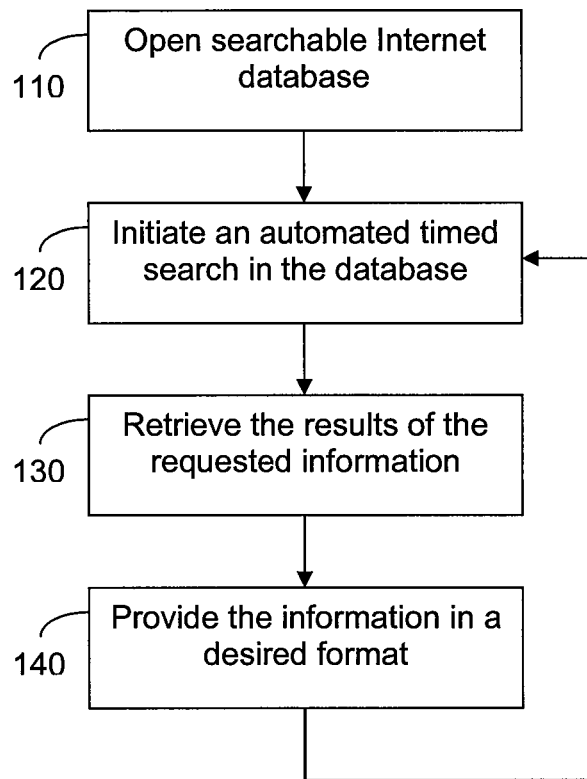 Open searchable Internet
database
110
Initiate an automated timed
search in the database
120
Retrieve the results of the
requested information
130
Provide the information in a
desired format
140